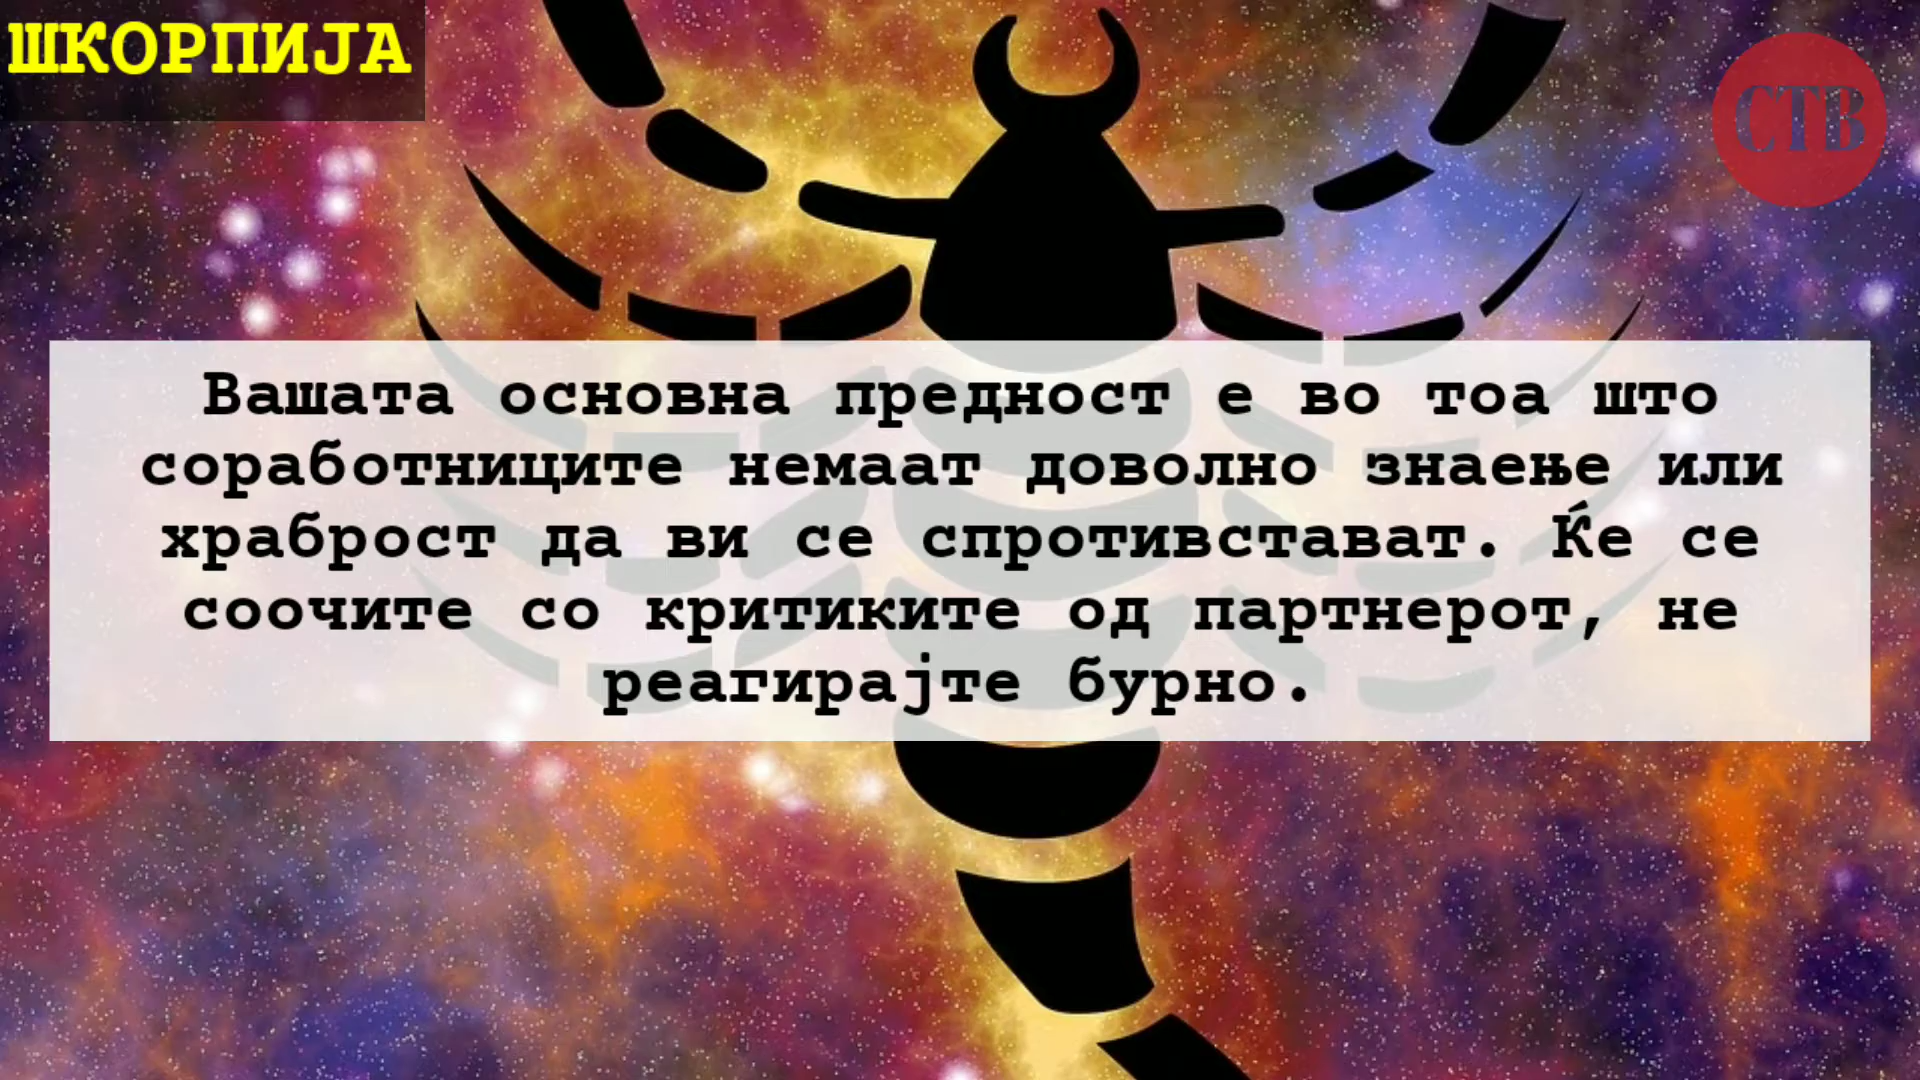 ШКОРПИЈА
СТВ
Вашата основна предност е во тоа што
соработниците немаат доволно знаење или
храброст да ви се спротивстават. Ќе се
соочите со критиките од партнерот, не
реагирајте бурно.